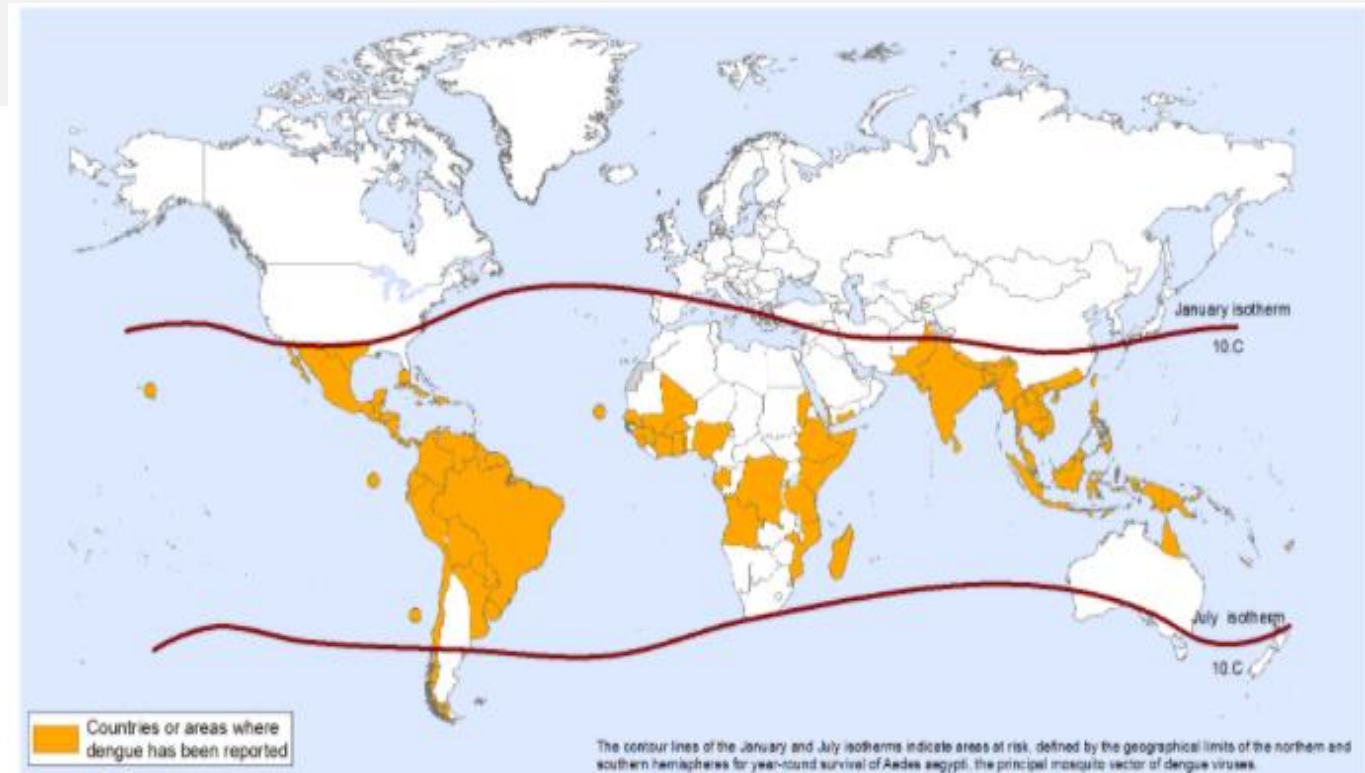 January isotherm
10.C
July isotherm
10.C
Countries or areas where
dengue has been reported
The contour lines of the January and July isotherms indicate areas at risk, defined by the geographical limits of the northern and
southern hemispheres for year-round survival of Aedes aegypti, the principal mosquito vector of dengue viruses.